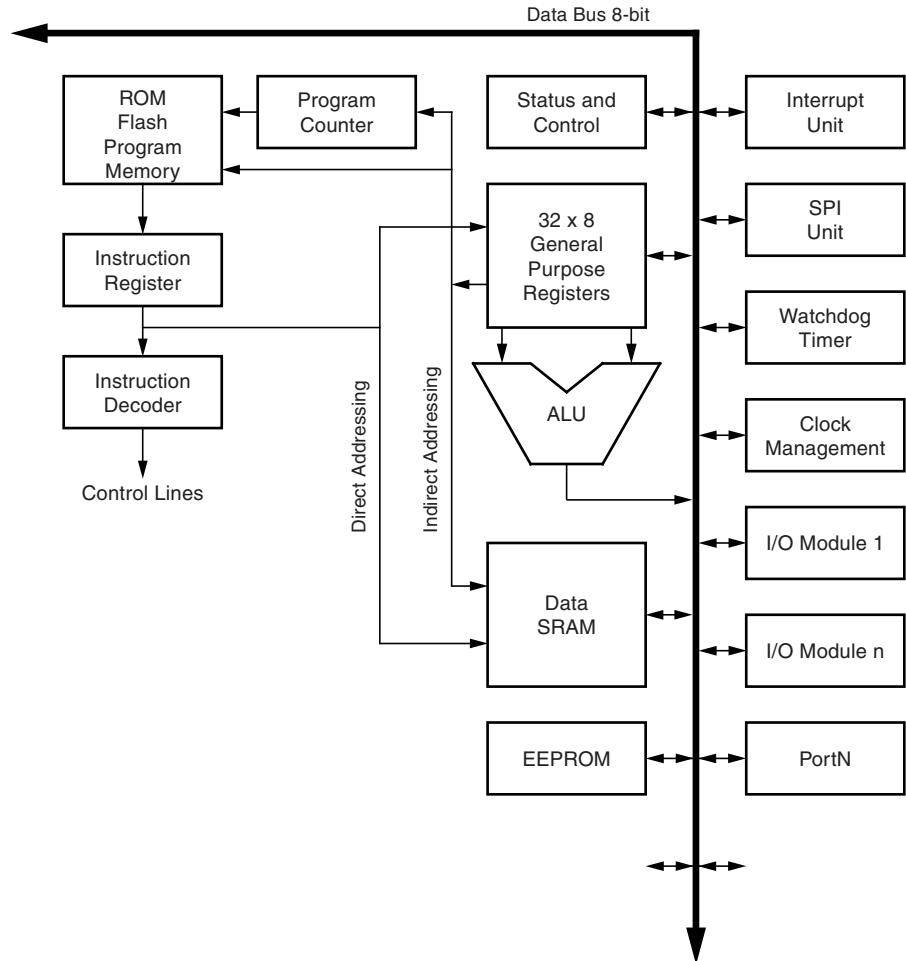 Data Bus 8-bit
ROM
Flash
Program
Memory
Program
Counter
Status and
Control
Interrupt
Unit
32 x 8
General
Purpose
Registers
SPI
Unit
Instruction
Register
Watchdog
Timer
Instruction
Decoder
ALU
Direct Addressing
Indirect Addressing
Clock
Management
Control Lines
I/O Module 1
Data
SRAM
I/O Module n
EEPROM
PortN